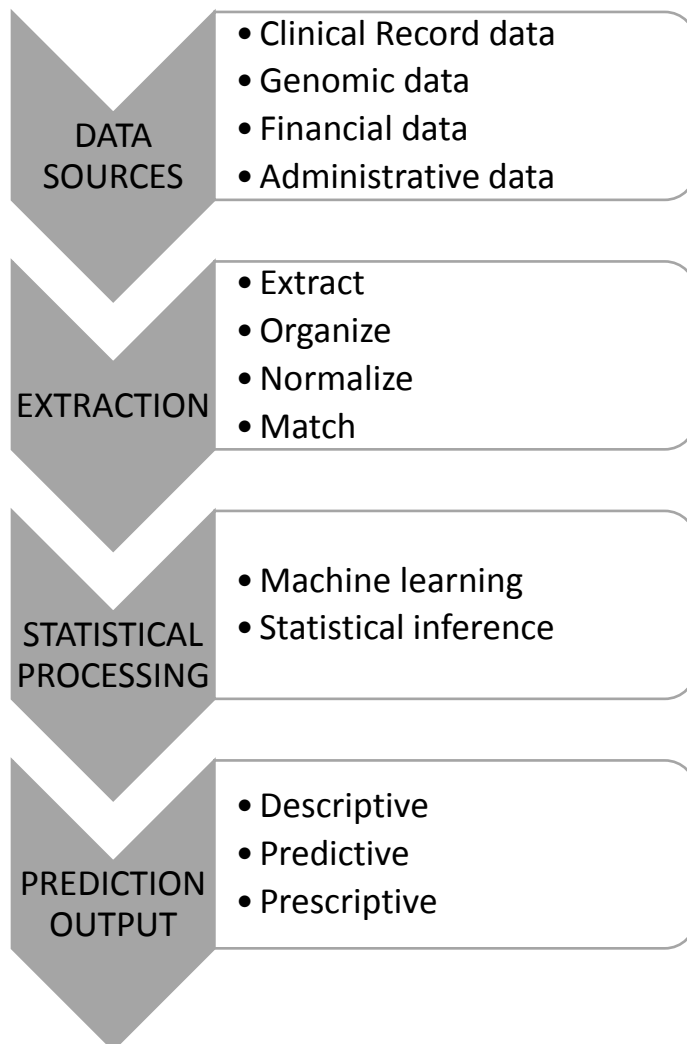 DATA
SOURCES
• Clinical Record data
• Genomic data
• Financial data
• Administrative data
EXTRACTION
• Extract
• Organize
• Normalize
• Match
STATISTICAL
PROCESSING
• Machine learning
• Statistical inference
PREDICTION
OUTPUT
• Descriptive
• Predictive
• Prescriptive